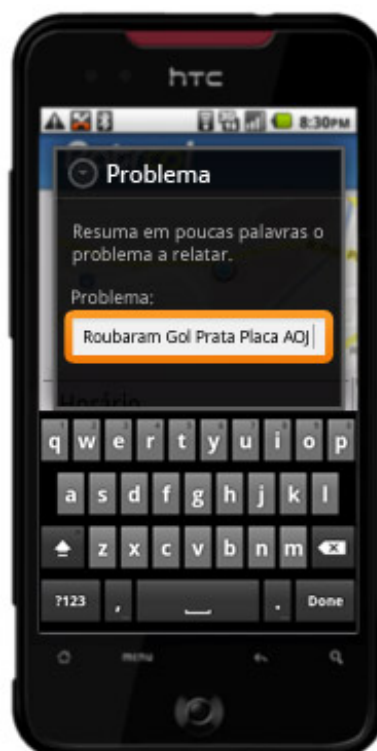 hTC
8:30PM
Problema
Resuma em poucas palavras o
problema a relatar.
Problema:
Roubaram Gol Prata Placa AOJ
Horário
q w e r t y u i o p
a s d f g h j k l
z x c v b n m
?123 , . Done
menu